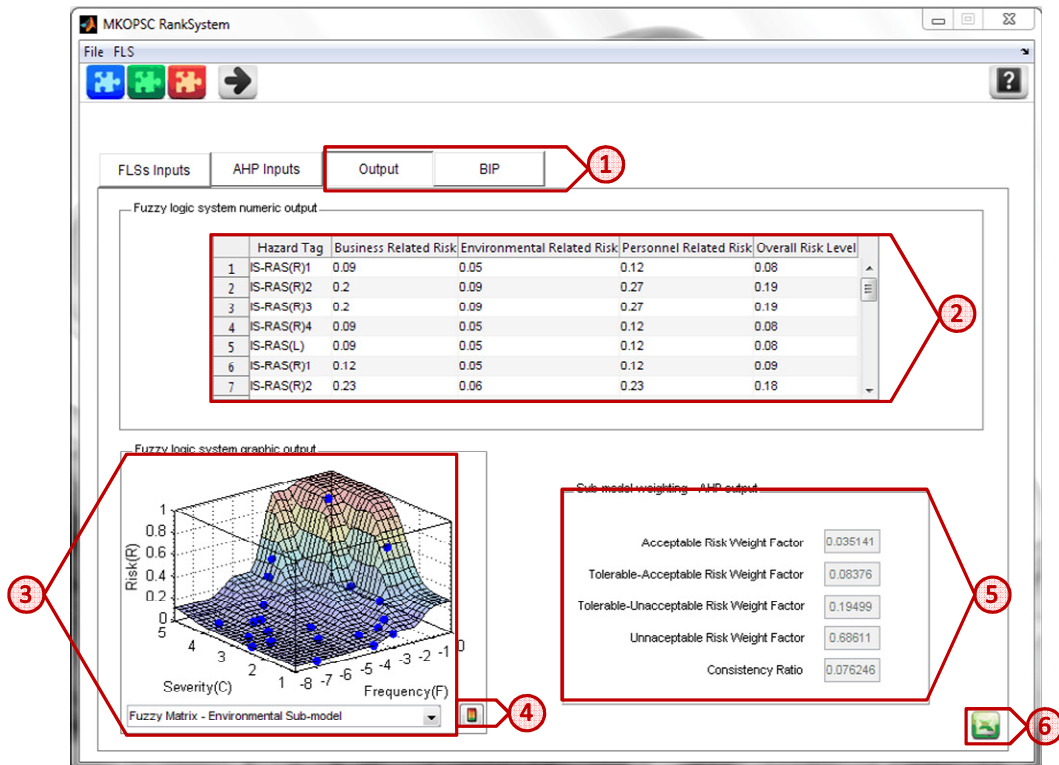 MKOPSC RankSystem
File FLS
?
FLSs Inputs AHP Inputs Output BIP
1
Fuzzy logic system numeric output
Hazard Tag Business Related Risk Environmental Related Risk Personnel Related Risk Overall Risk Level
1 IS-RAS(R)1 0.09 0.05 0.12 0.08
2 IS-RAS(R)2 0.2 0.09 0.27 0.19
3 IS-RAS(R)3 0.2 0.09 0.27 0.19
4 IS-RAS(R)4 0.09 0.05 0.12 0.08
5 IS-RAS(L) 0.09 0.05 0.12 0.08
6 IS-RAS(R)1 0.12 0.05 0.12 0.09
7 IS-RAS(R)2 0.23 0.06 0.23 0.18
2
Fuzzy logic system graphic output
1
0.8
0.6
0.4
0.2
0
Risk(R)
5
4
3
2
1
Severity(C)
-8 -7 -6 -5 -4 -3 -2 -1 0
Frequency(F)
3
Fuzzy Matrix - Environmental Sub-model
4
Sub-model weighting - AHP output
Acceptable Risk Weight Factor 0.035141
Tolerable-Acceptable Risk Weight Factor 0.08376
Tolerable-Unacceptable Risk Weight Factor 0.19499
Unnaceptable Risk Weight Factor 0.68611
Consistency Ratio 0.076246
5
6